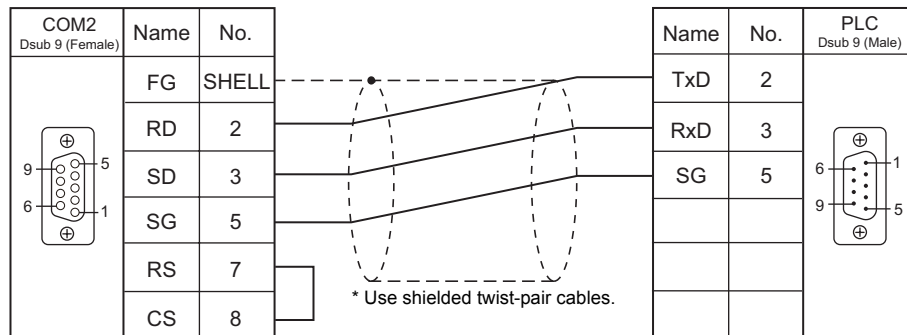 COM2
Dsub 9 (Female)
Name No.
FG SHELL
RD 2
SD 3
SG 5
RS 7
CS 8
9 5
6 1
* Use shielded twist-pair cables.
Name No.
TxD 2
RxD 3
SG 5
PLC
Dsub 9 (Male)
6 1
9 5